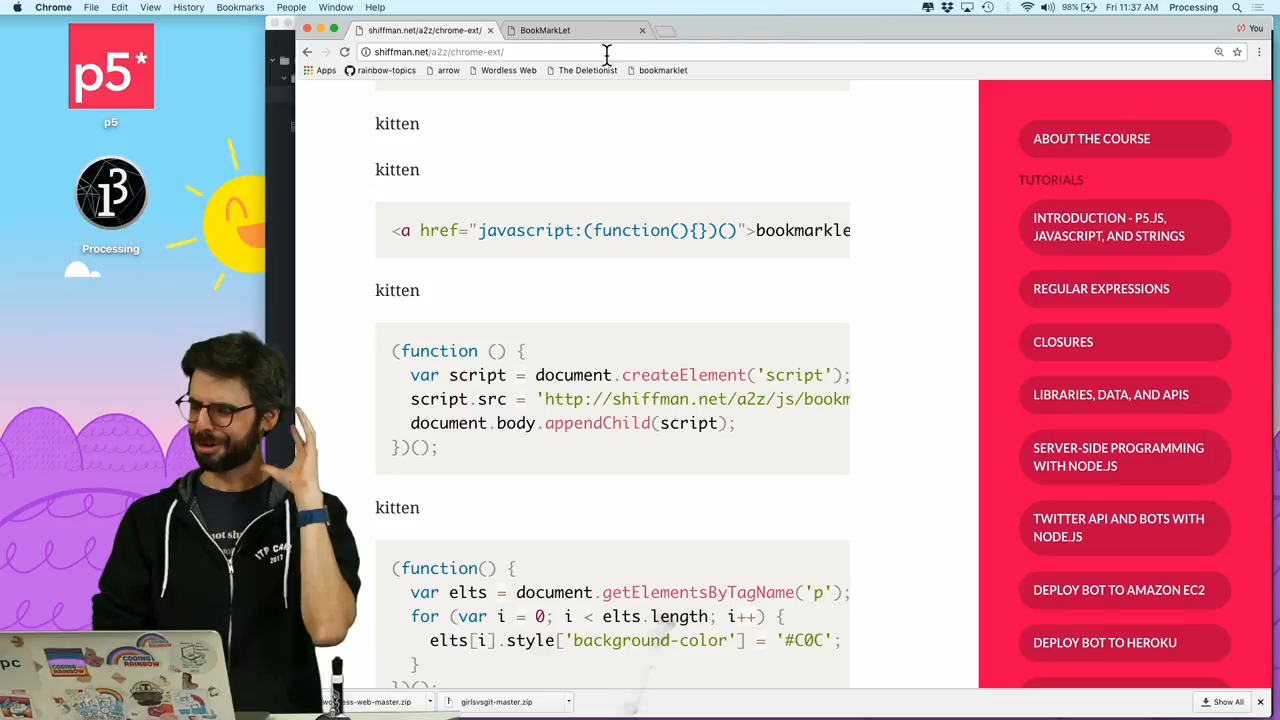 Chrome File Edit View History Bookmarks People Window Help 98% Fri 11:37 AM Processing
shiffman.net/a2z/chrome-ext/ BookMarkLet You
shiffman.net/a2z/chrome-ext/
Apps rainbow-topics arrow Wordless Web The Deletionist bookmarklet
p5*
p5
Processing
kitten
kitten
<a href="javascript:(function(){})()">bookmarkle
kitten
(function () {
var script = document.createElement('script');
script.src = 'http://shiffman.net/a2z/js/bookm
document.body.appendChild(script);
})();
kitten
(function() {
var elts = document.getElementsByTagName('p');
for (var i = 0; i < elts.length; i++) {
elts[i].style['background-color'] = '#C0C';
}
})();
ABOUT THE COURSE
TUTORIALS
INTRODUCTION - P5.JS,
JAVASCRIPT, AND STRINGS
REGULAR EXPRESSIONS
CLOSURES
LIBRARIES, DATA, AND APIS
SERVER-SIDE PROGRAMMING
WITH NODE.JS
TWITTER API AND BOTS WITH
NODE.JS
DEPLOY BOT TO AMAZON EC2
DEPLOY BOT TO HEROKU
ITP CAMP
2017
CODING
RAINBOW
girlsvsgit-master.zip
Show All